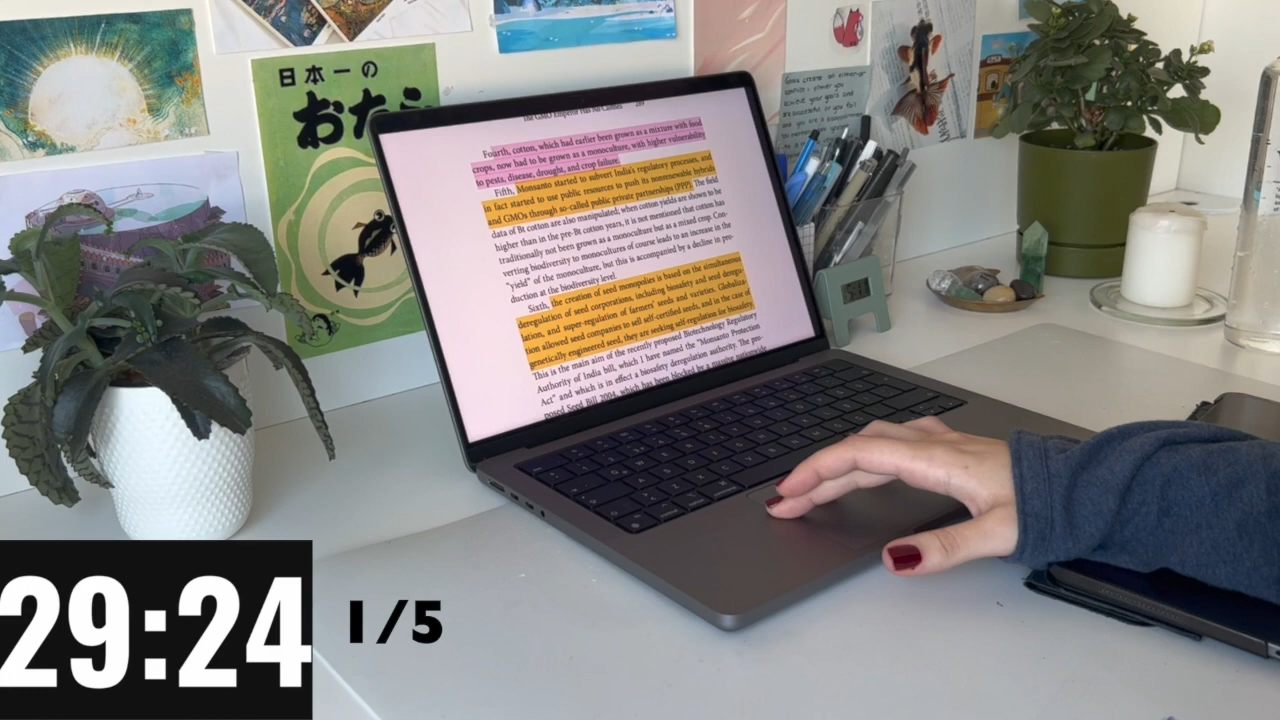 日本一の
おたら
the GMO Emperor Has No Clothes
Fourth, cotton, which had earlier been grown as a mixture with food
crops, now had to be grown as a monoculture, with higher vulnerability
to pests, disease, drought, and crop failure.
Fifth, Monsanto started to subvert India's regulatory processes, and
in fact started to use public resources to push its nonrenewable hybrids
and GMOs through so-called public private partnerships (PPP). The field
data of Bt cotton are also manipulated; when cotton yields are shown to be
higher than in the pre-Bt cotton years, it is not mentioned that cotton has
traditionally not been grown as a monoculture but as a mixed crop. Con-
verting biodiversity to monocultures of course leads to an increase in the
"yield" of the monoculture, but this is accompanied by a decline in pro-
duction at the biodiversity level.
Sixth, the creation of seed monopolies is based on the simultaneous
deregulation of seed corporations, including biosafety and seed deregu-
lation, and super-regulation of farmers' seeds and varieties. Globaliza-
tion allowed seed companies to sell self-certified seeds, and in the case of
genetically engineered seed, they are seeking self-regulation for biosafety.
This is the main aim of the recently proposed Biotechnology Regulatory
Authority of India bill, which I have named the "Monsanto Protection
Act" and which is in effect a biosafety deregulation authority. The pro-
posed Seed Bill 2004, which has been blocked by a massive nationwide
29:24
1/5